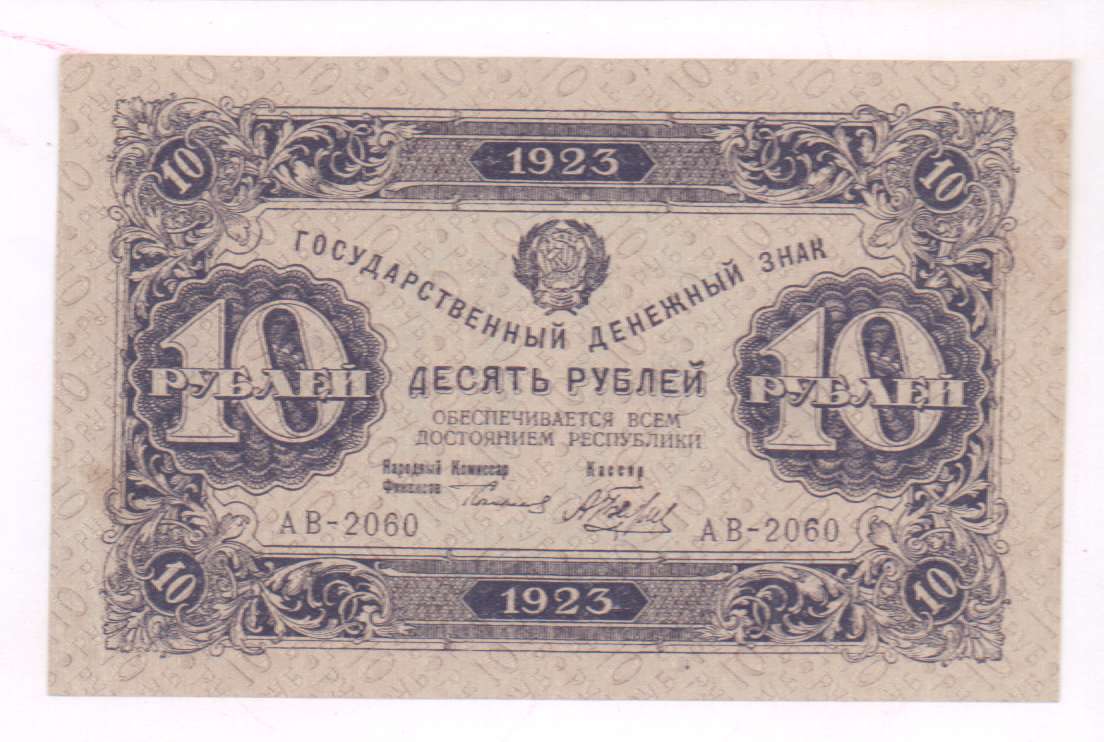 10 1923 10
ГОСУДАРСТВЕННЫЙ ДЕНЕЖНЫЙ ЗНАК
10 РУБЛЕЙ
10 РУБЛЕЙ
ДЕСЯТЬ РУБЛЕЙ
ОБЕСПЕЧИВАЕТСЯ ВСЕМ
ДОСТОЯНИЕМ РЕСПУБЛИКИ
Народный Комиссар
Финансов
Кассир
АВ-2060
АВ-2060
10 1923 10